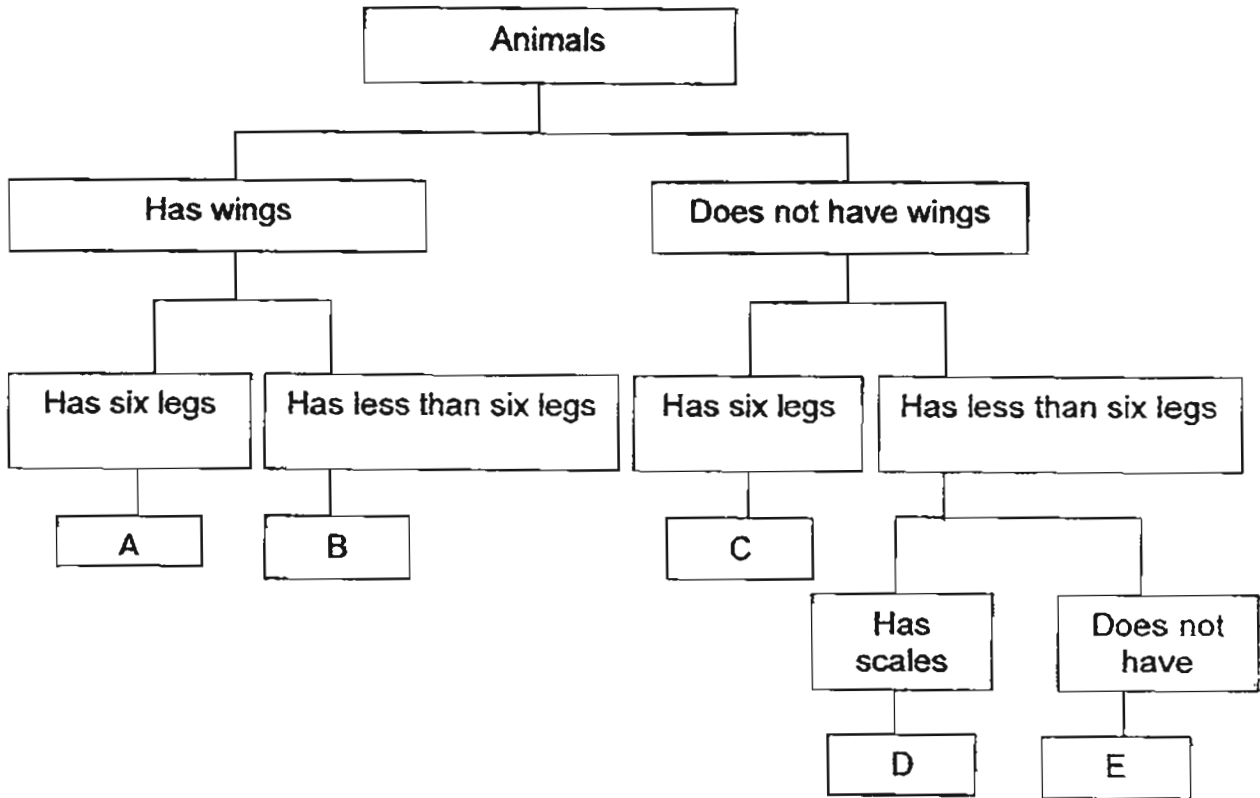 Animals
Has wings
Does not have wings
Has six legs
Has less than six legs
Has six legs
Has less than six legs
A
B
C
Has
scales
Does not
have
D
E